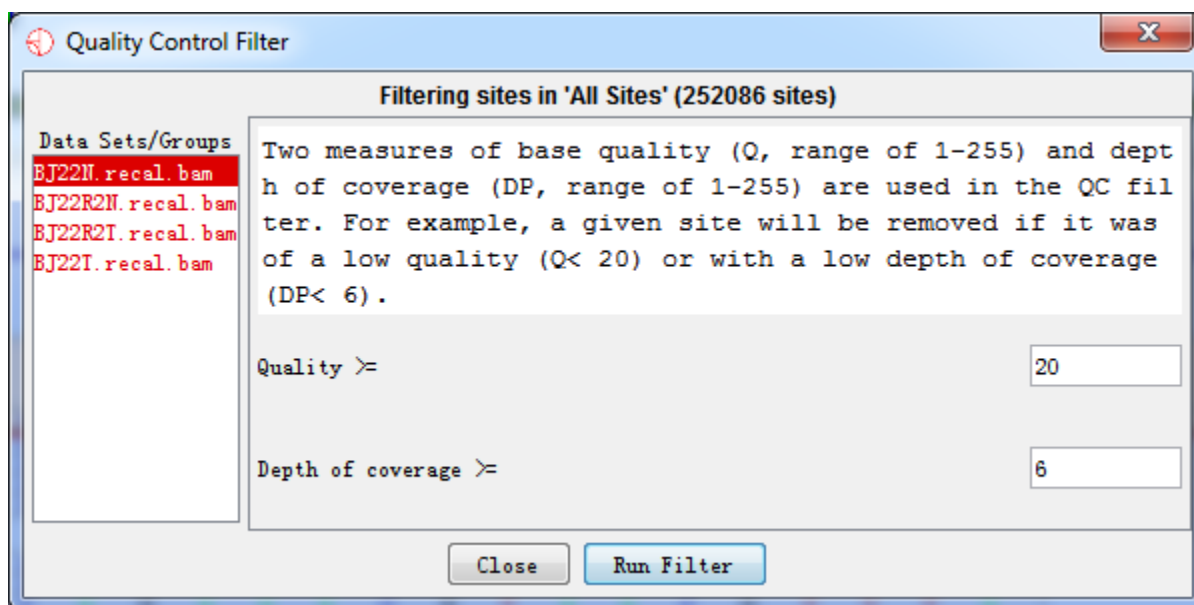 Quality Control Filter
Filtering sites in 'All Sites' (252086 sites)
Data Sets/Groups
BJ22N.recal.bam
BJ22R2N.recal.bam
BJ22R2T.recal.bam
BJ22T.recal.bam
Two measures of base quality (Q, range of 1-255) and dept
h of coverage (DP, range of 1-255) are used in the QC fil
ter. For example, a given site will be removed if it was
of a low quality (Q< 20) or with a low depth of coverage
(DP< 6).
Quality >= 20
Depth of coverage >= 6
Close Run Filter